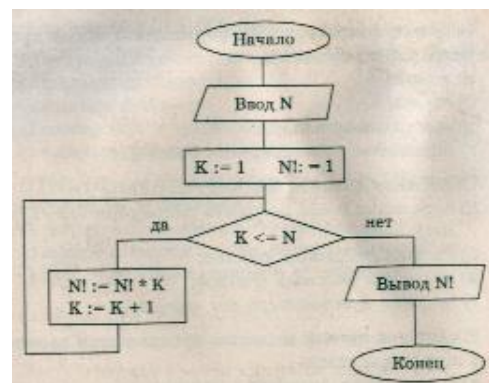 Начало
Ввод N
K := 1 N!: = 1
да
K <= N
нет
N! := N! * K
K := K + 1
Вывод N!
Конец